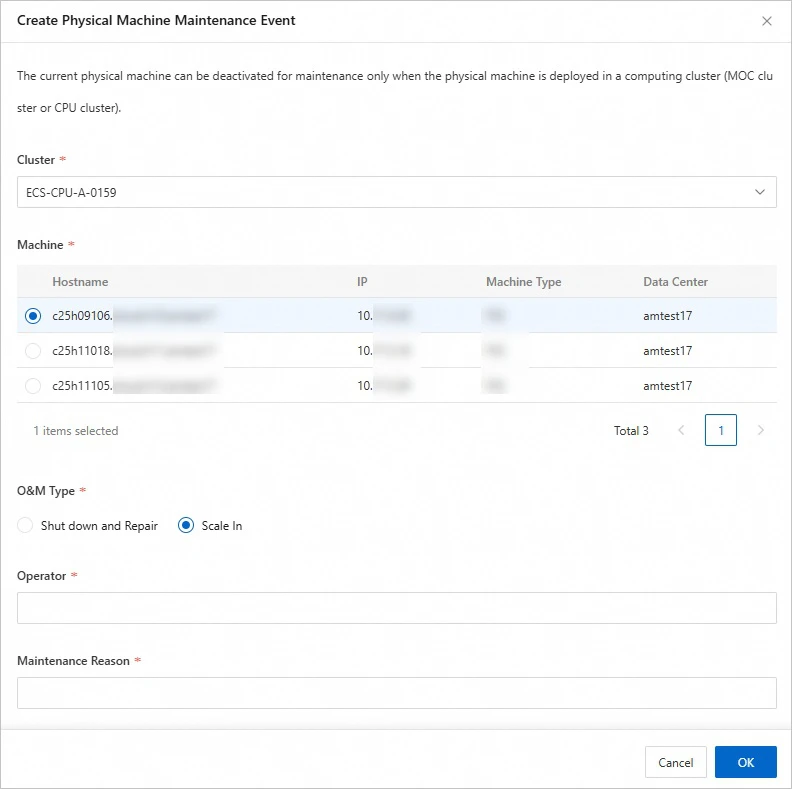 Create Physical Machine Maintenance Event
The current physical machine can be deactivated for maintenance only when the physical machine is deployed in a computing cluster (MOC clu
ster or CPU cluster).
Cluster *
ECS-CPU-A-0159
Machine *
Hostname IP Machine Type Data Center
c25h09106. 10. amtest17
c25h11018. 10. amtest17
c25h11105. 10. amtest17
1 items selected Total 3 1
O&M Type *
Shut down and Repair Scale In
Operator *
Maintenance Reason *
Cancel OK